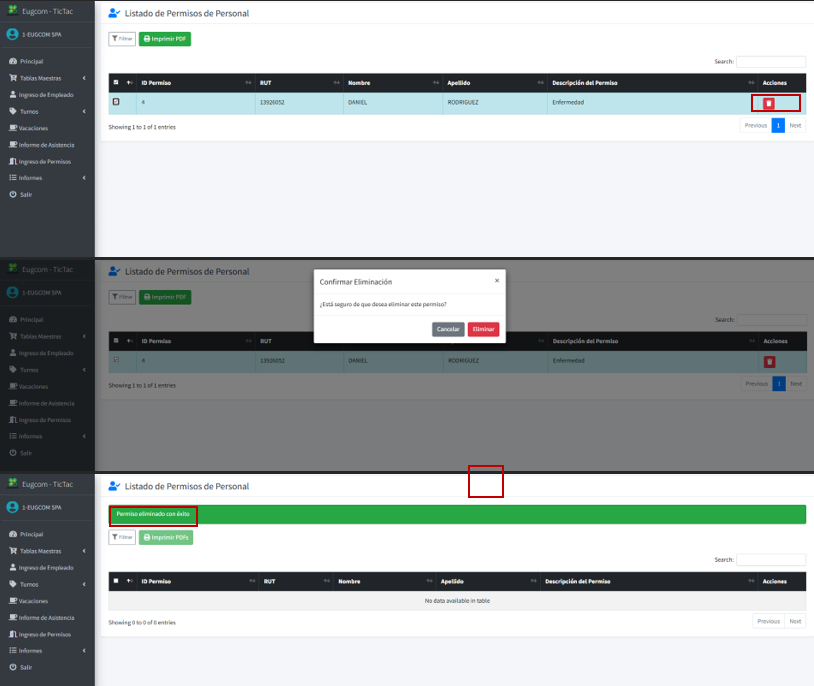 Eugcom - TicTac
1-EUGCOM SPA
Principal
Tablas Maestras
Ingreso de Empleado
Turnos
Vacaciones
Informe de Asistencia
Ingreso de Permisos
Informes
Salir
Listado de Permisos de Personal
Filtrar Imprimir PDF
Search:
ID Permiso RUT Nombre Apellido Descripción del Permiso Acciones
4 13926052 DANIEL RODRIGUEZ Enfermedad
Showing 1 to 1 of 1 entries
Previous 1 Next
Eugcom - TicTac
1-EUGCOM SPA
Principal
Tablas Maestras
Ingreso de Empleado
Turnos
Vacaciones
Informe de Asistencia
Ingreso de Permisos
Informes
Salir
Listado de Permisos de Personal
Filtrar Imprimir PDF
Confirmar Eliminación ×
¿Está seguro de que desea eliminar este permiso?
Cancelar Eliminar
Search:
ID Permiso RUT Nombre Apellido Descripción del Permiso Acciones
4 13926052 DANIEL RODRIGUEZ Enfermedad
Showing 1 to 1 of 1 entries
Previous 1 Next
Eugcom - TicTac
1-EUGCOM SPA
Principal
Tablas Maestras
Ingreso de Empleado
Turnos
Vacaciones
Informe de Asistencia
Ingreso de Permisos
Informes
Salir
Listado de Permisos de Personal
Permiso eliminado con éxito
Filtrar Imprimir PDFs
Search:
ID Permiso RUT Nombre Apellido Descripción del Permiso Acciones
No data available in table
Showing 0 to 0 of 0 entries
Previous Next